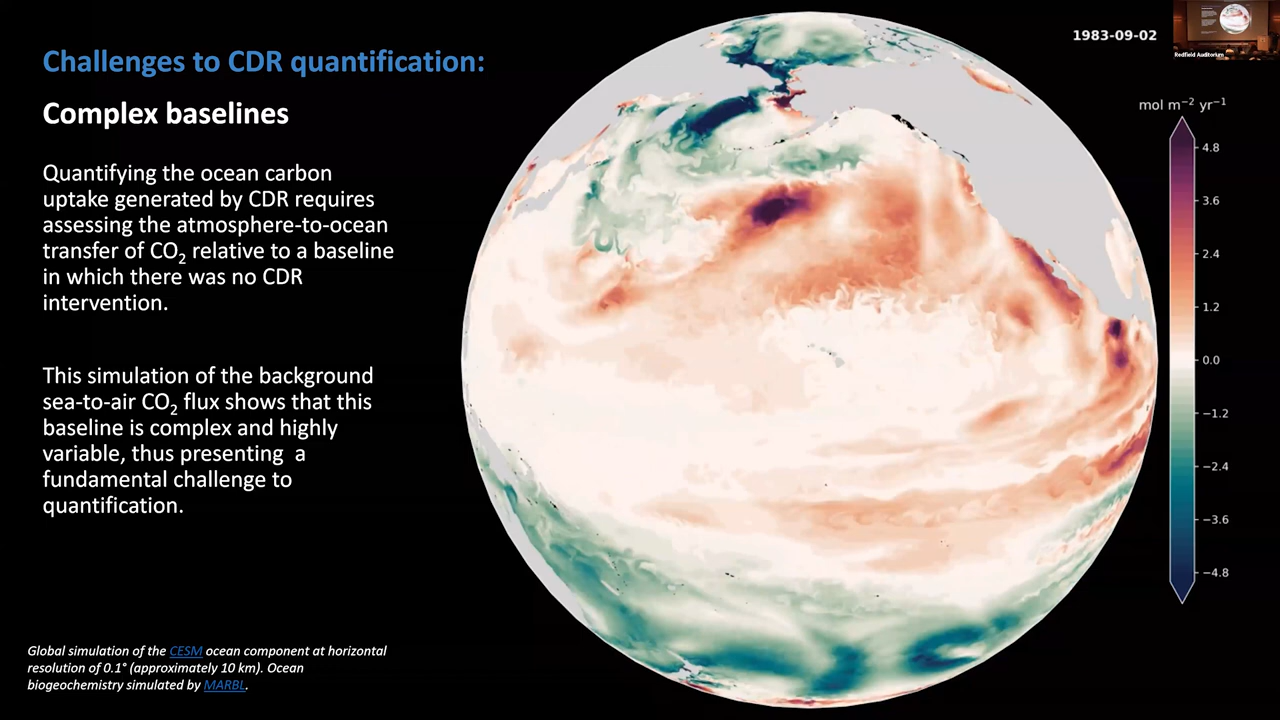 Challenges to CDR quantification:
Complex baselines
Quantifying the ocean carbon
uptake generated by CDR requires
assessing the atmosphere-to-ocean
transfer of CO₂ relative to a baseline
in which there was no CDR
intervention.
This simulation of the background
sea-to-air CO₂ flux shows that this
baseline is complex and highly
variable, thus presenting a
fundamental challenge to
quantification.
Global simulation of the CESM ocean component at horizontal
resolution of 0.1° (approximately 10 km). Ocean
biogeochemistry simulated by MARBL.
1983-09-02
Redfield Auditorium
mol m⁻² yr⁻¹
4.8
3.6
2.4
1.2
0.0
−1.2
−2.4
−3.6
−4.8